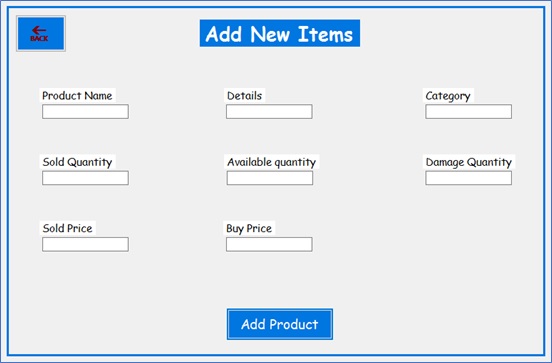 BACK
Add New Items
Product Name Details Category
Sold Quantity Available quantity Damage Quantity
Sold Price Buy Price
Add Product